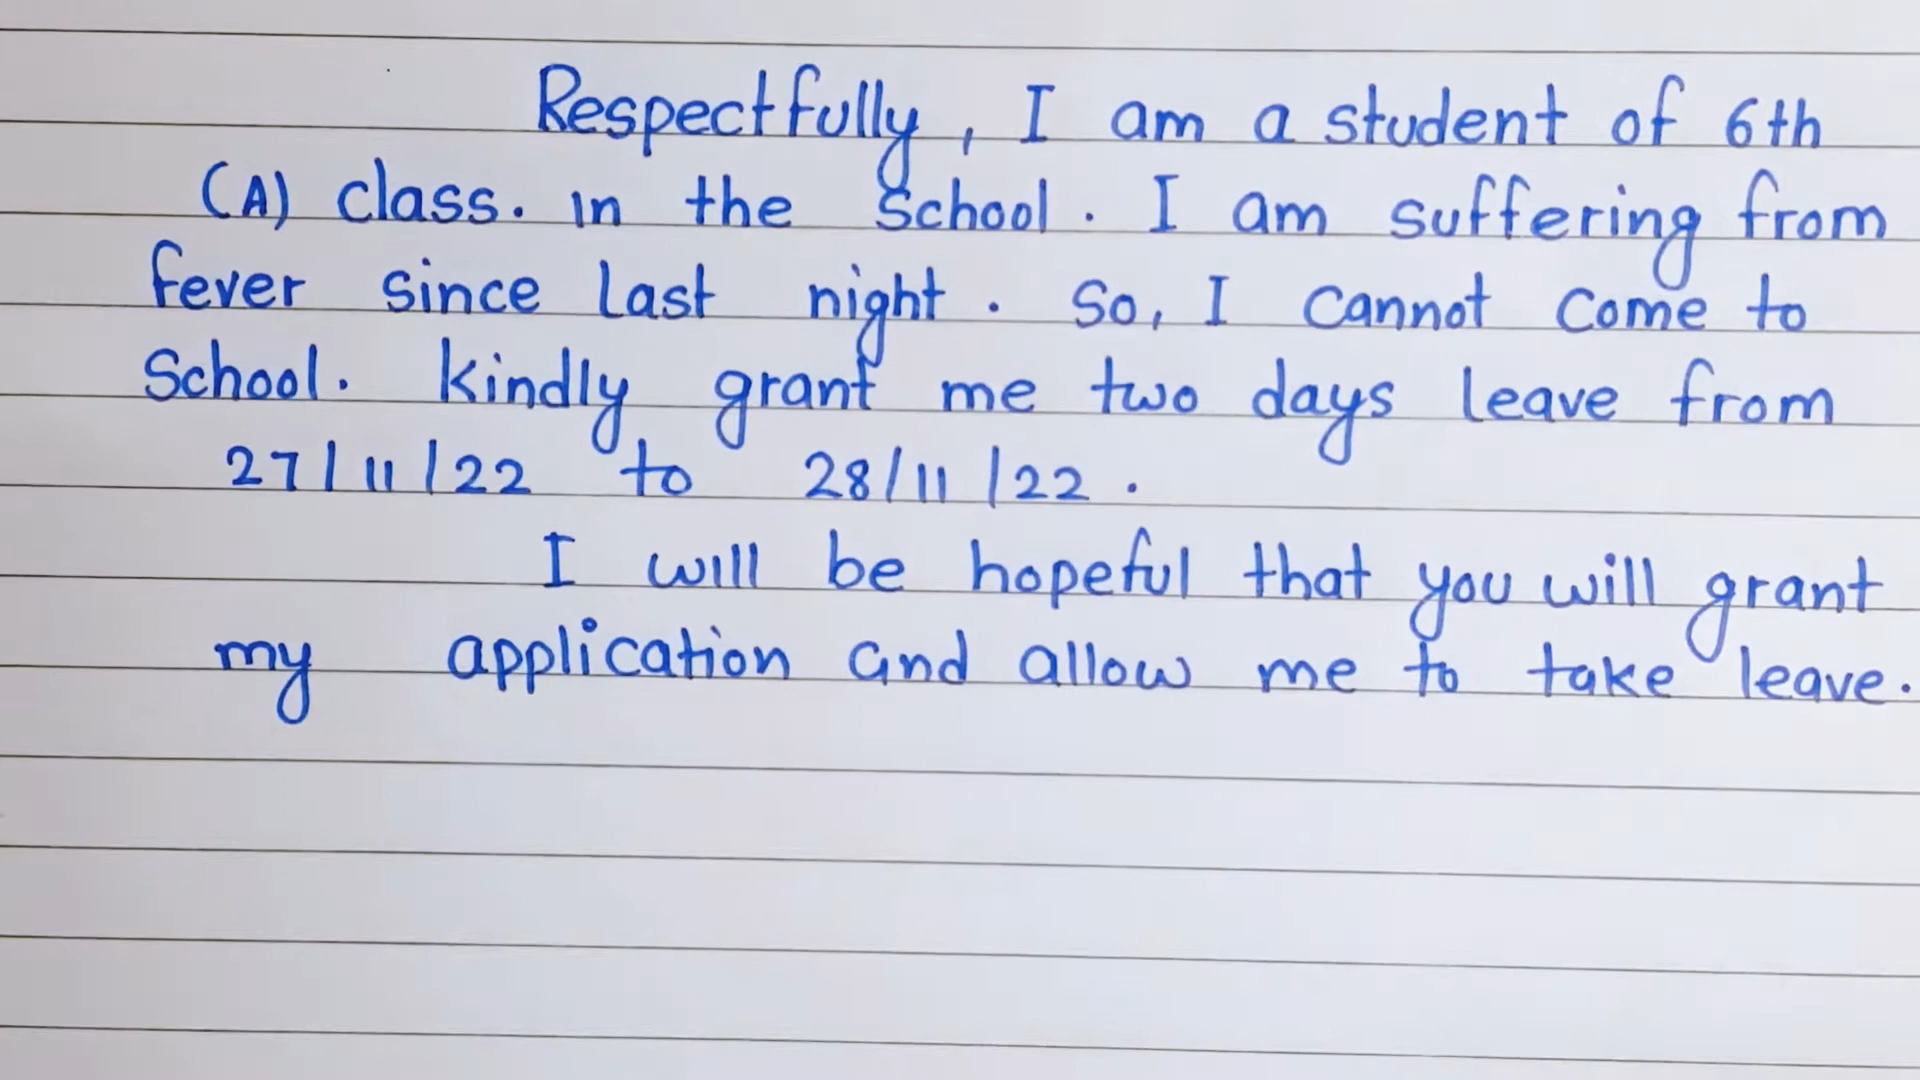 Respectfully, I am a student of 6th
(A) class. in the School. I am suffering from
fever since last night. So, I cannot come to
School. kindly grant me two days leave from
27/11/22 to 28/11/22.
I will be hopeful that you will grant
my application and allow me to take leave.